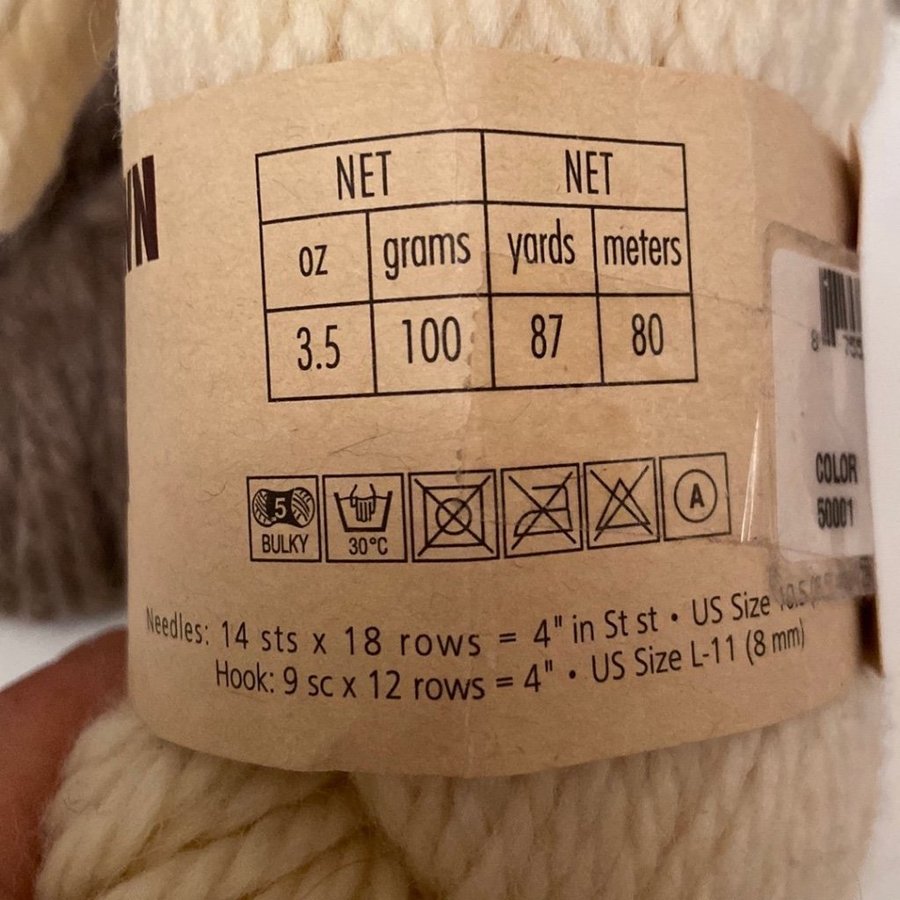 NET NET
oz grams yards meters
3.5 100 87 80
5
BULKY
30°C
A
COLOR
50001
Needles: 14 sts x 18 rows = 4" in St st • US Size 10.5
Hook: 9 sc x 12 rows = 4" • US Size L-11 (8 mm)